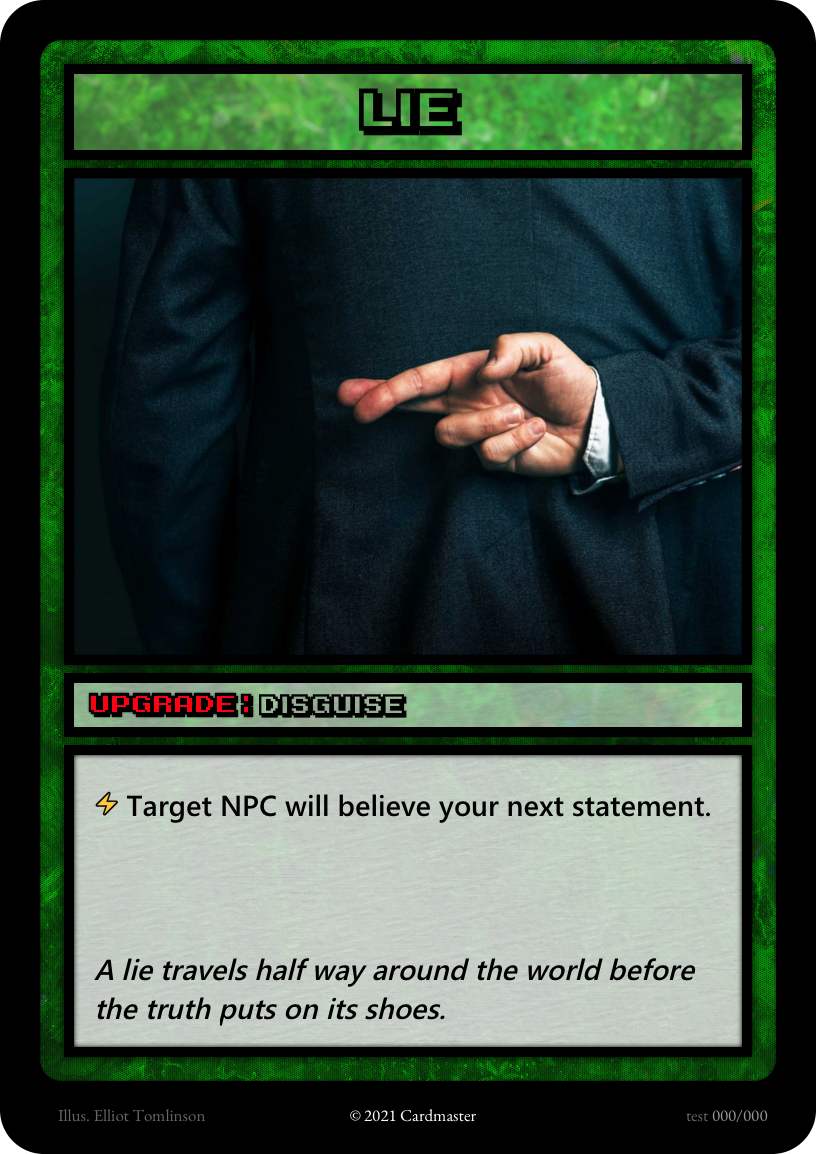 LIE
UPGRADE: DISGUISE
⚡ Target NPC will believe your next statement.
A lie travels half way around the world before
the truth puts on its shoes.
Illus. Elliot Tomlinson © 2021 Cardmaster test 000/000